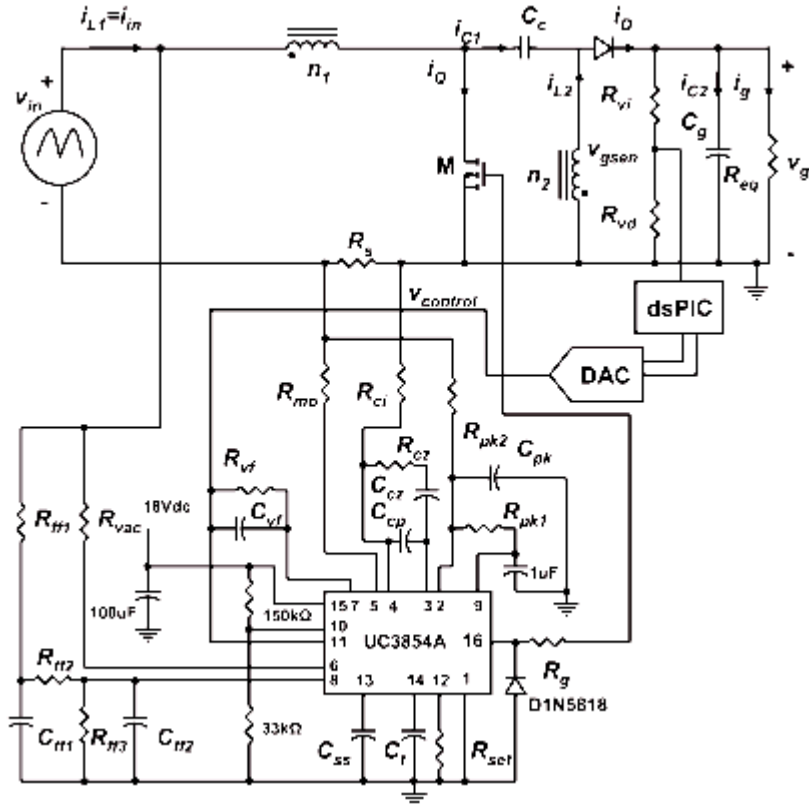 i_L1=i_in
i_C1
C_c
i_D
n_1
i_Q
v_in
+
-
i_L2
R_vi
i_C2
i_g
+
C_g
v_gsen
M
n_2
R_vd
R_eq
v_g
-
R_s
v_control
dsPIC
DAC
R_mo
R_ci
R_pk2
C_pk
R_cz
C_cz
C_cp
R_pk1
R_vf
C_vf
18Vdc
R_ff1
R_vac
100uF
1uF
150kΩ
15 7 5 4 3 2 9
10
11
UC3854A
16
6
8
13 14 12 1
R_g
D1N5818
R_ff2
C_ff1
R_ff3
C_ff2
33kΩ
C_ss
C_t
R_set